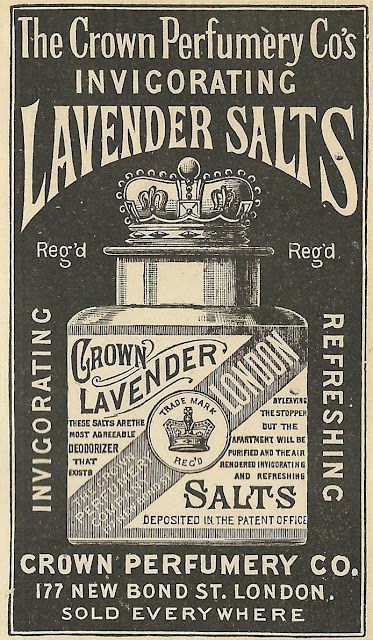 The Crown Perfumery Co's
INVIGORATING
LAVENDER SALTS
Reg'd
Reg'd
INVIGORATING
REFRESHING
CROWN
LAVENDER
LONDON
TRADE MARK
REG'D
THESE SALTS ARE THE
MOST AGREEABLE
DEODORIZER
THAT
EXISTS
BY LEAVING
THE STOPPER
OUT THE
APARTMENT WILL BE
PURIFIED AND THE AIR
RENDERED INVIGORATING
AND REFRESHING
PERFUMERY
SALTS
DEPOSITED IN THE PATENT OFFICE
CROWN PERFUMERY CO.
177 NEW BOND ST. LONDON.
SOLD EVERYWHERE